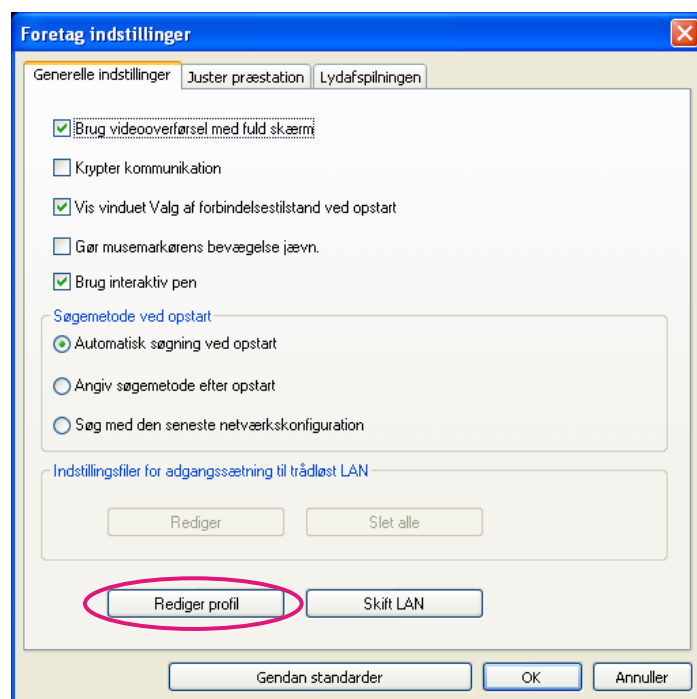 Foretag indstillinger
Generelle indstillinger Juster præstation Lydafspilningen
Brug videooverførsel med fuld skærm
Krypter kommunikation
Vis vinduet Valg af forbindelsestilstand ved opstart
Gør musemarkørens bevægelse jævn.
Brug interaktiv pen
Søgemetode ved opstart
Automatisk søgning ved opstart
Angiv søgemetode efter opstart
Søg med den seneste netværkskonfiguration
Indstillingsfiler for adgangssætning til trådløst LAN
Rediger Slet alle
Rediger profil Skift LAN
Gendan standarder OK Annuller